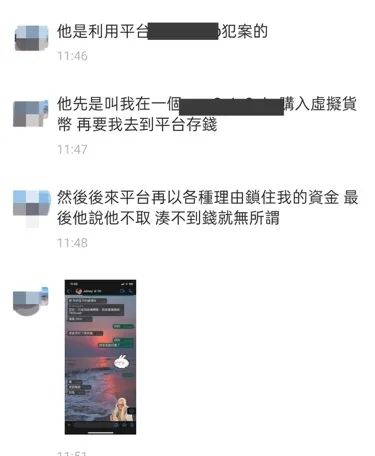 他是利用平台犯案的
11:46
他先是叫我在一個購入虛擬貨
幣 再要我去到平台存錢
11:47
然後後來平台再以各種理由鎖住我的資金 最
後他說他不取 湊不到錢就無所謂
11:48
11:51